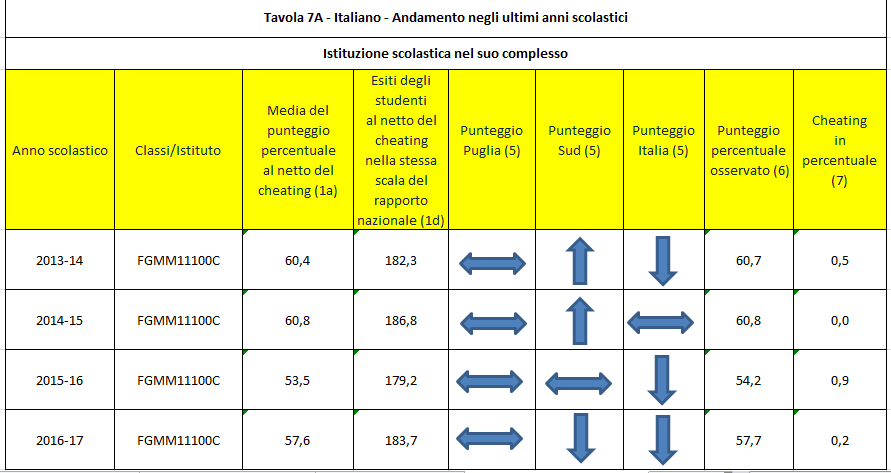 Tavola 7A - Italiano - Andamento negli ultimi anni scolastici
Istituzione scolastica nel suo complesso
Anno scolastico
Classi/Istituto
Media del
punteggio
percentuale
al netto del
cheating (1a)
Esiti degli
studenti
al netto del
cheating
nella stessa
scala del
rapporto
nazionale (1d)
Punteggio
Puglia (5)
Punteggio
Sud (5)
Punteggio
Italia (5)
Punteggio
percentuale
osservato (6)
Cheating
in
percentuale
(7)
2013-14 FGMM11100C 60,4 182,3 60,7 0,5
2014-15 FGMM11100C 60,8 186,8 60,8 0,0
2015-16 FGMM11100C 53,5 179,2 54,2 0,9
2016-17 FGMM11100C 57,6 183,7 57,7 0,2